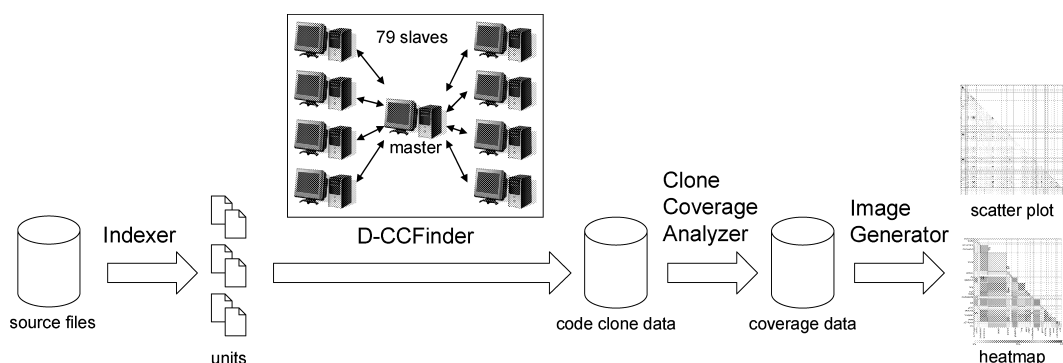 79 slaves
master
D-CCFinder
Indexer
source files
units
code clone data
Clone
Coverage
Analyzer
coverage data
Image
Generator
scatter plot
heatmap